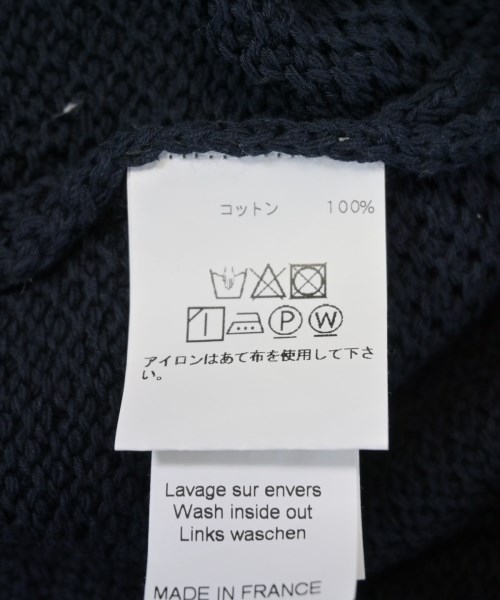 コットン 100%
P W
アイロンはあて布を使用して下さ
い。
Lavage sur envers
Wash inside out
Links waschen
MADE IN FRANCE